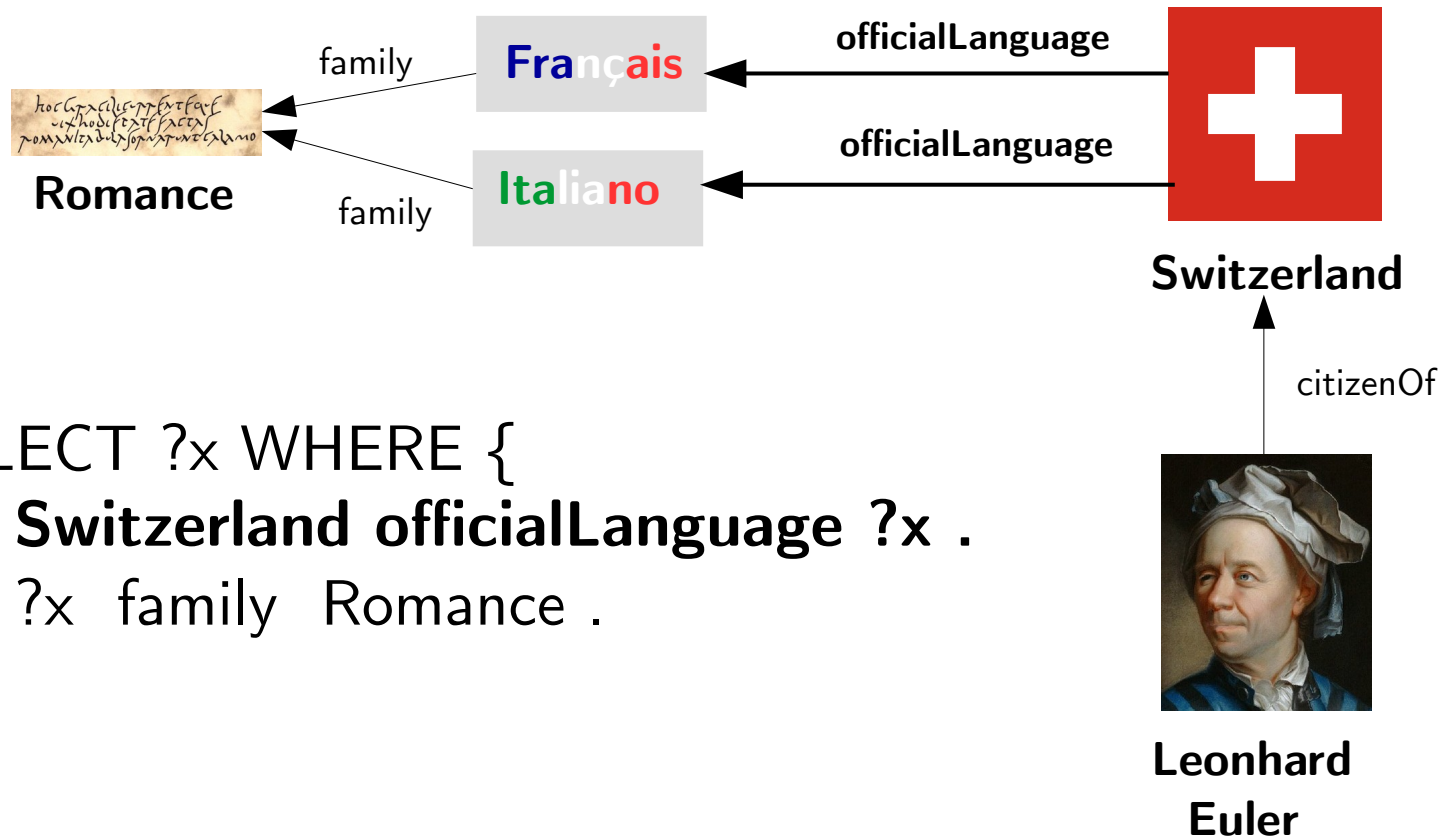 officialLanguage
family
Français
officialLanguage
Romance
family
Italiano
Switzerland
citizenOf
LECT ?x WHERE {
Switzerland officialLanguage ?x .
?x family Romance .
Leonhard
Euler